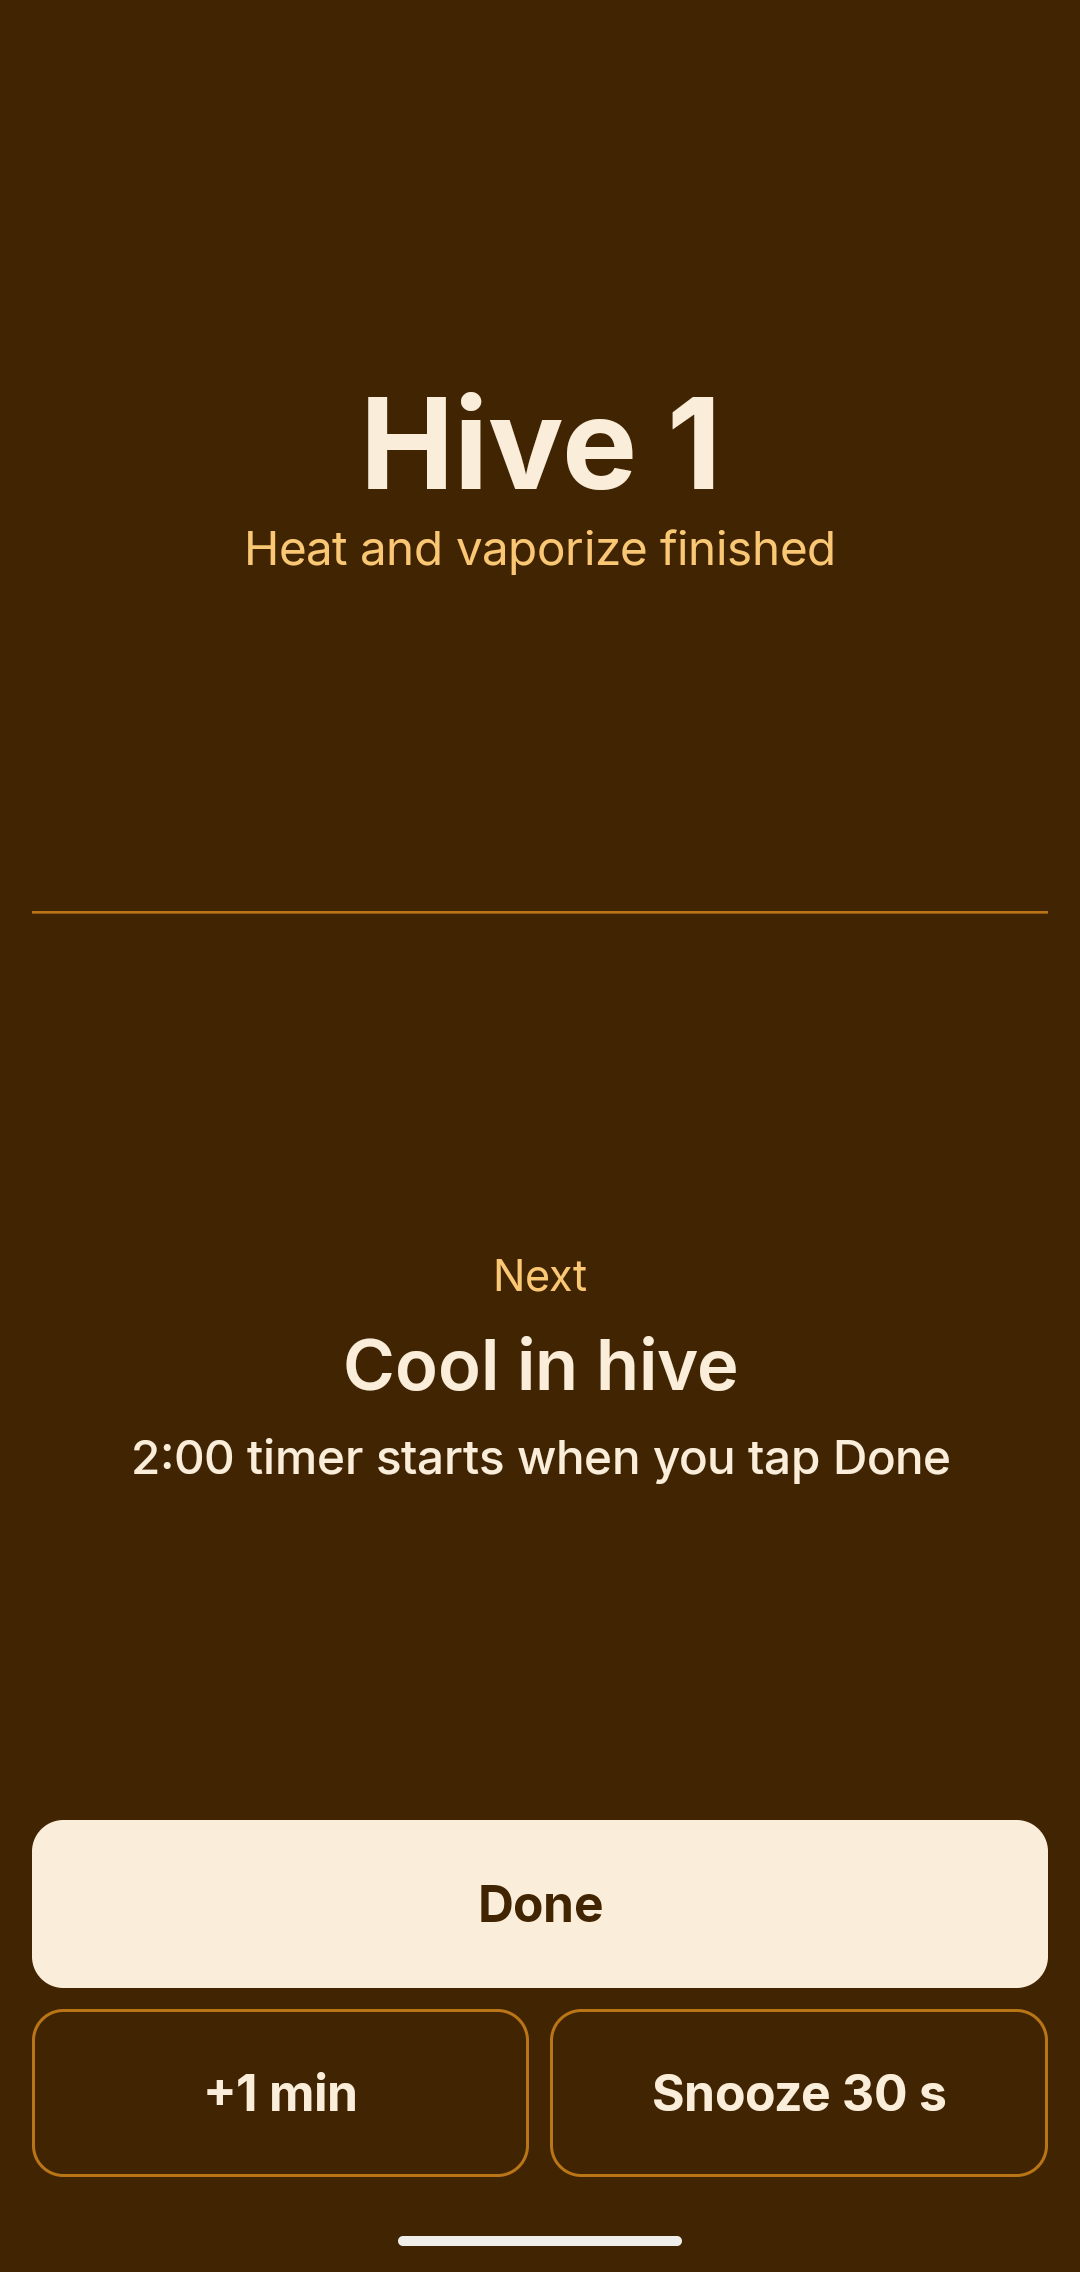 Hive 1
Heat and vaporize finished
Next
Cool in hive
2:00 timer starts when you tap Done
Done
+1 min
Snooze 30 s